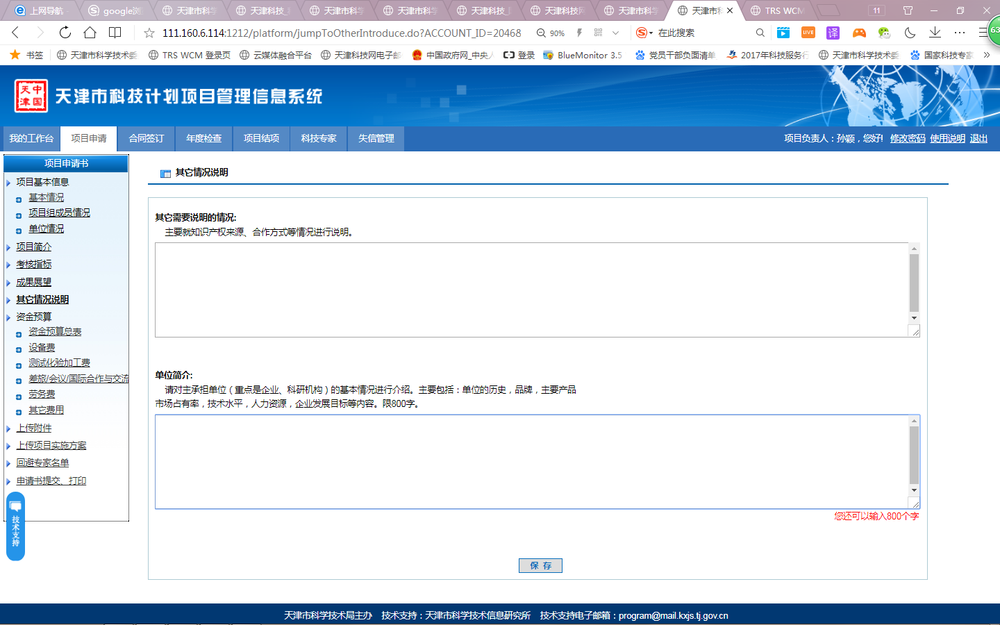 上网导航
google浏
天津市科学
天津科技_
天津市科学
天津市科学
天津科技_
天津科技网
天津市科学
天津市科
TRS WCM
11
111.160.6.114:1212/platform/jumpToOtherIntroduce.do?ACCOUNT_ID=20468
90%
在此搜索
LIVE
译
63
书签
天津市科学技术委
TRS WCM 登录页
云媒体融合平台
天津科技网电子邮
中国政府网_中央人
登录
BlueMonitor 3.5
党员干部负面清单
2017年科技服务行
天津市科学技术委
国家科技专家
天津 中国
天津市科技计划项目管理信息系统
我的工作台
项目申请
合同签订
年度检查
项目结项
科技专家
失信管理
项目负责人：孙颖，您好!
修改密码
使用说明
退出
项目申请书
项目基本信息
基本情况
项目组成员情况
单位情况
项目简介
考核指标
成果展望
其它情况说明
资金预算
资金预算总表
设备费
测试化验加工费
差旅/会议/国际合作与交流
劳务费
其它费用
上传附件
上传项目实施方案
回避专家名单
申请书提交、打印
技术支持
其它情况说明
其它需要说明的情况:
主要就知识产权来源、合作方式等情况进行说明。
单位简介:
请对主承担单位（重点是企业、科研机构）的基本情况进行介绍。主要包括：单位的历史，品牌，主要产品
市场占有率，技术水平，人力资源，企业发展目标等内容。限800字。
您还可以输入800个字
保 存
天津市科学技术局主办 技术支持：天津市科学技术信息研究所 技术支持电子邮箱：program@mail.kxjs.tj.gov.cn